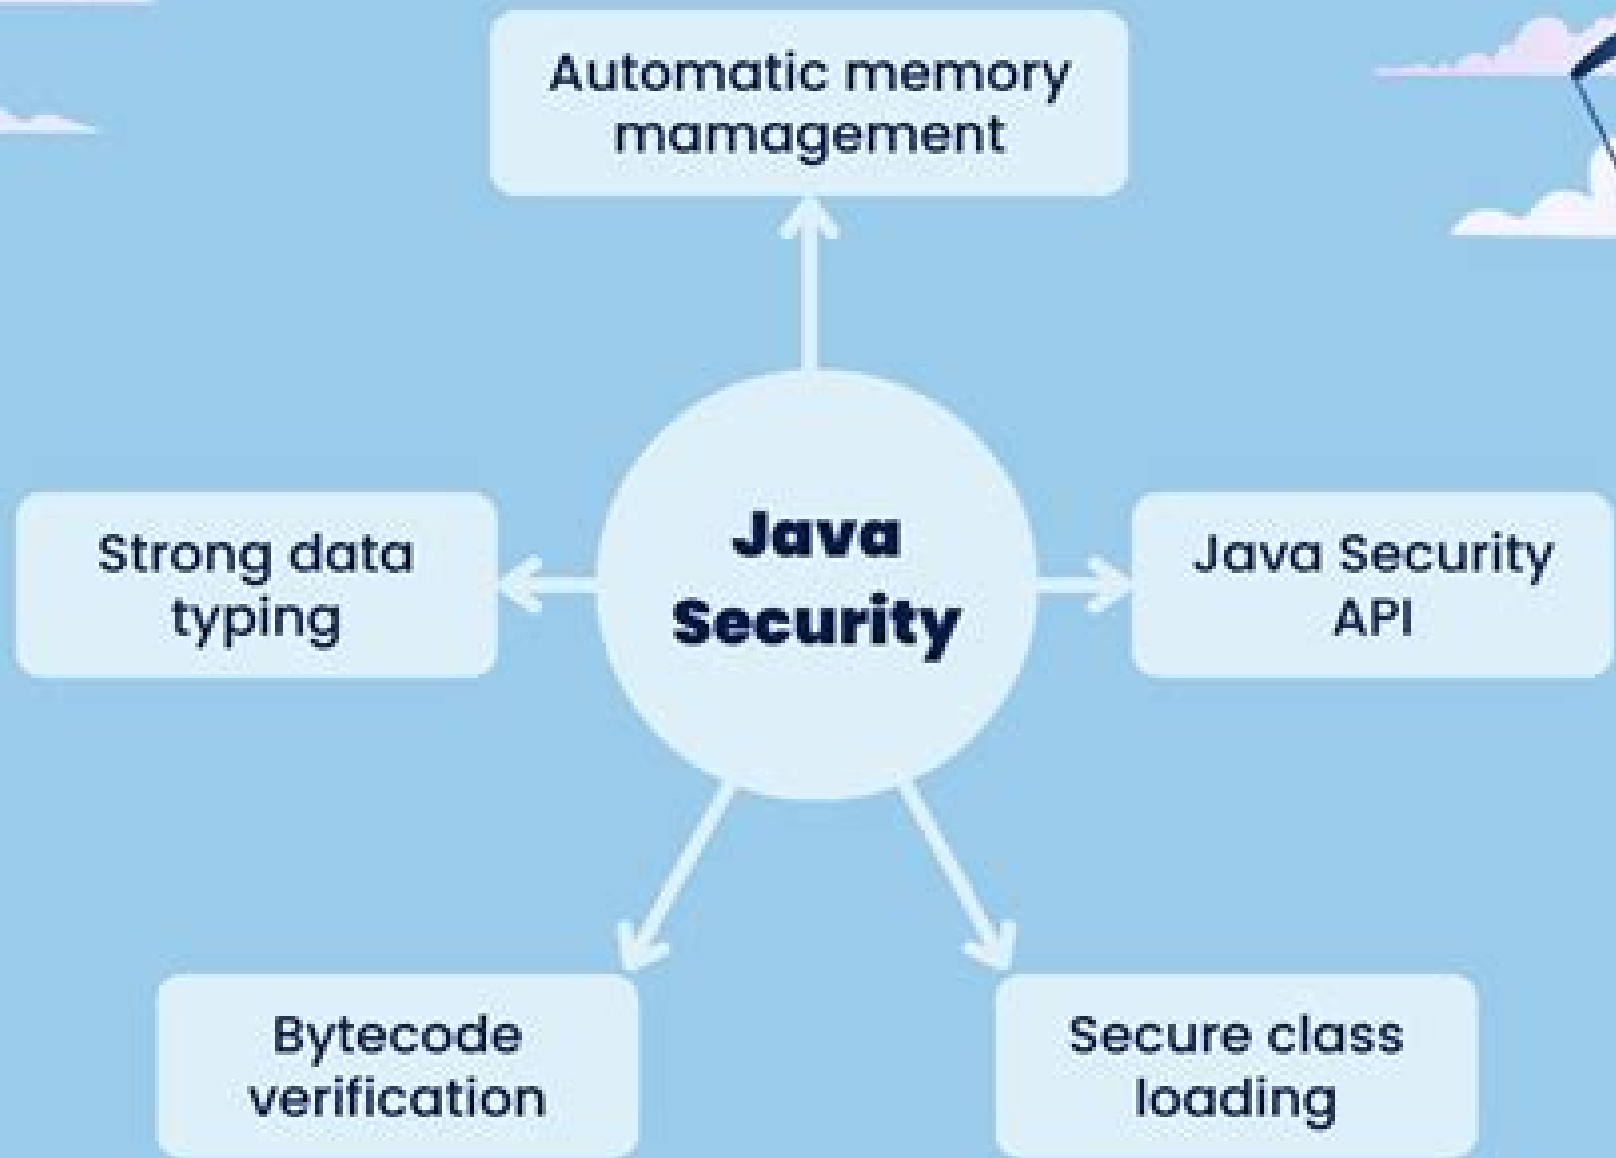 Automatic memory
mamagement
Strong data
typing
Java
Security
Java Security
API
Bytecode
verification
Secure class
loading